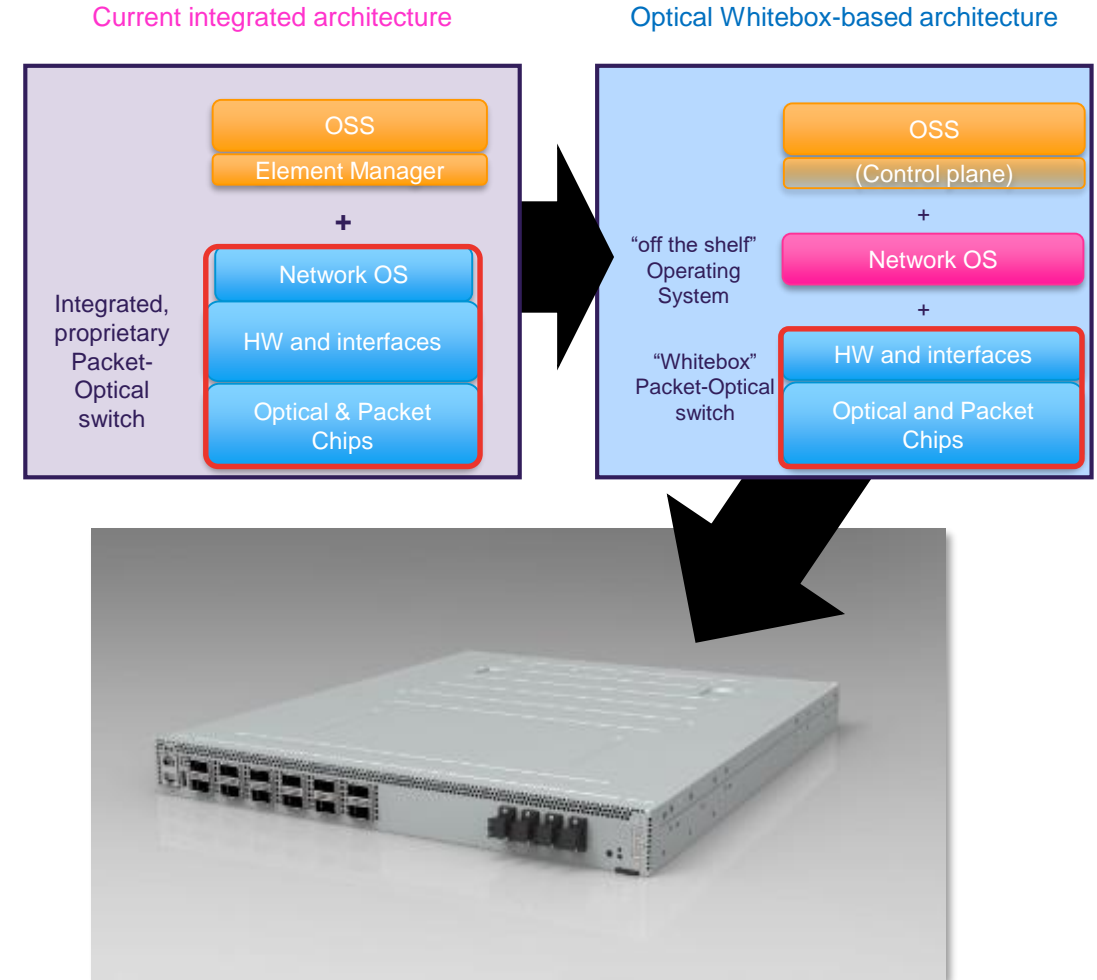 Current integrated architecture
OSS
Element Manager
+
Integrated,
proprietary
Packet-
Optical
switch
Network OS
HW and interfaces
Optical & Packet
Chips
Optical Whitebox-based architecture
OSS
(Control plane)
+
“off the shelf”
Operating
System
Network OS
+
“Whitebox”
Packet-Optical
switch
HW and interfaces
Optical and Packet
Chips